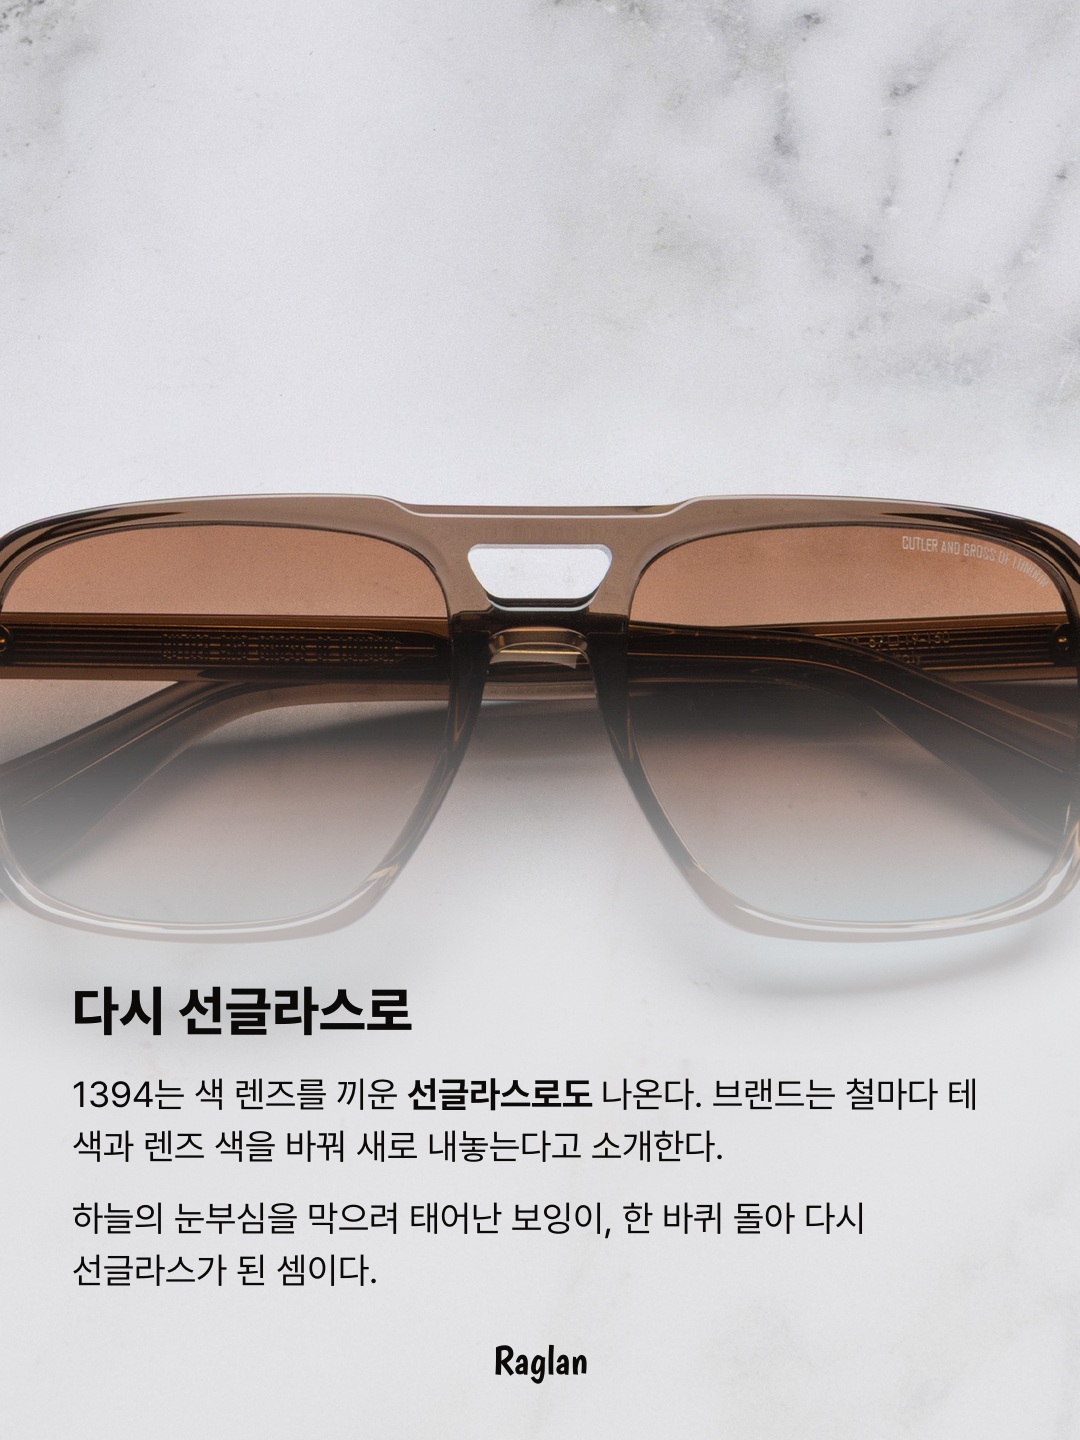 CUTLER AND GROSS OF LONDON
다시 선글라스로
1394는 색 렌즈를 끼운 선글라스로도 나온다. 브랜드는 철마다 테
색과 렌즈 색을 바꿔 새로 내놓는다고 소개한다.
하늘의 눈부심을 막으려 태어난 보잉이, 한 바퀴 돌아 다시
선글라스가 된 셈이다.
Raglan